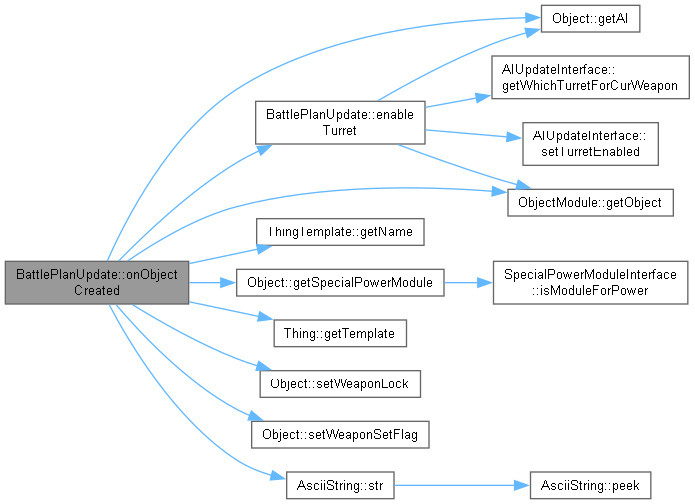 Object::getAI
AIUpdateInterface::
getWhichTurretForCurWeapon
BattlePlanUpdate::enable
Turret
AIUpdateInterface::
setTurretEnabled
ObjectModule::getObject
ThingTemplate::getName
BattlePlanUpdate::onObject
Created
Object::getSpecialPowerModule
SpecialPowerModuleInterface
::isModuleForPower
Thing::getTemplate
Object::setWeaponLock
Object::setWeaponSetFlag
AsciiString::str
AsciiString::peek